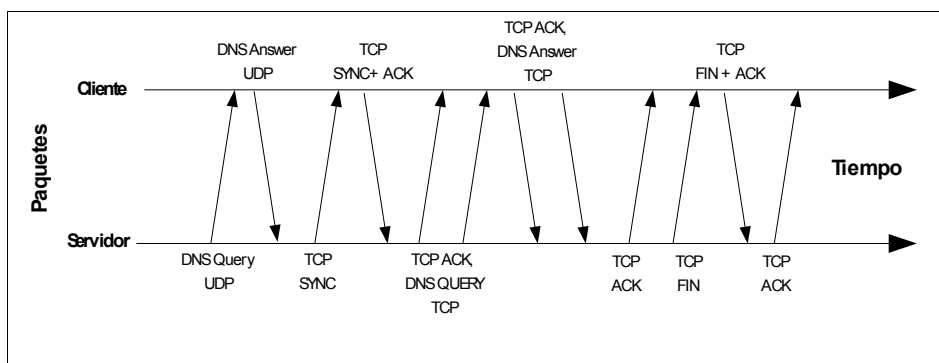 DNS Answer
UDP
TCP
SYNC+ ACK
TCP ACK,
DNS Answer
TCP
TCP
FIN + ACK
Cliente
Paquetes
Tiempo
Servidor
DNS Query
UDP
TCP
SYNC
TCP ACK,
DNS QUERY
TCP
TCP
ACK
TCP
FIN
TCP
ACK